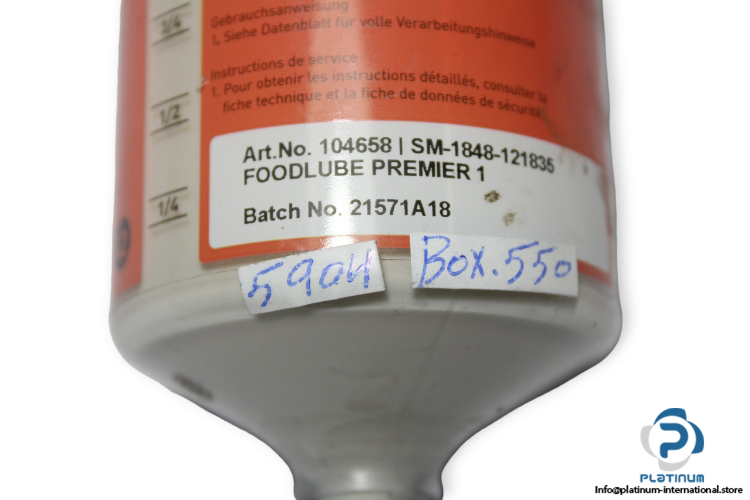 3/4
Gebrauchsanweisung
1. Siehe Datenblatt für volle Verarbeitungshinweise
Instructions de service
1. Pour obtenir les instructions détaillés, consulter la
fiche technique et la fiche de données de sécurité.
1/2
Art.No. 104658 | SM-1848-121835
FOODLUBE PREMIER 1
1/4
Batch No. 21571A18
Box.550
PLATINUM
Info@platinum-international.store